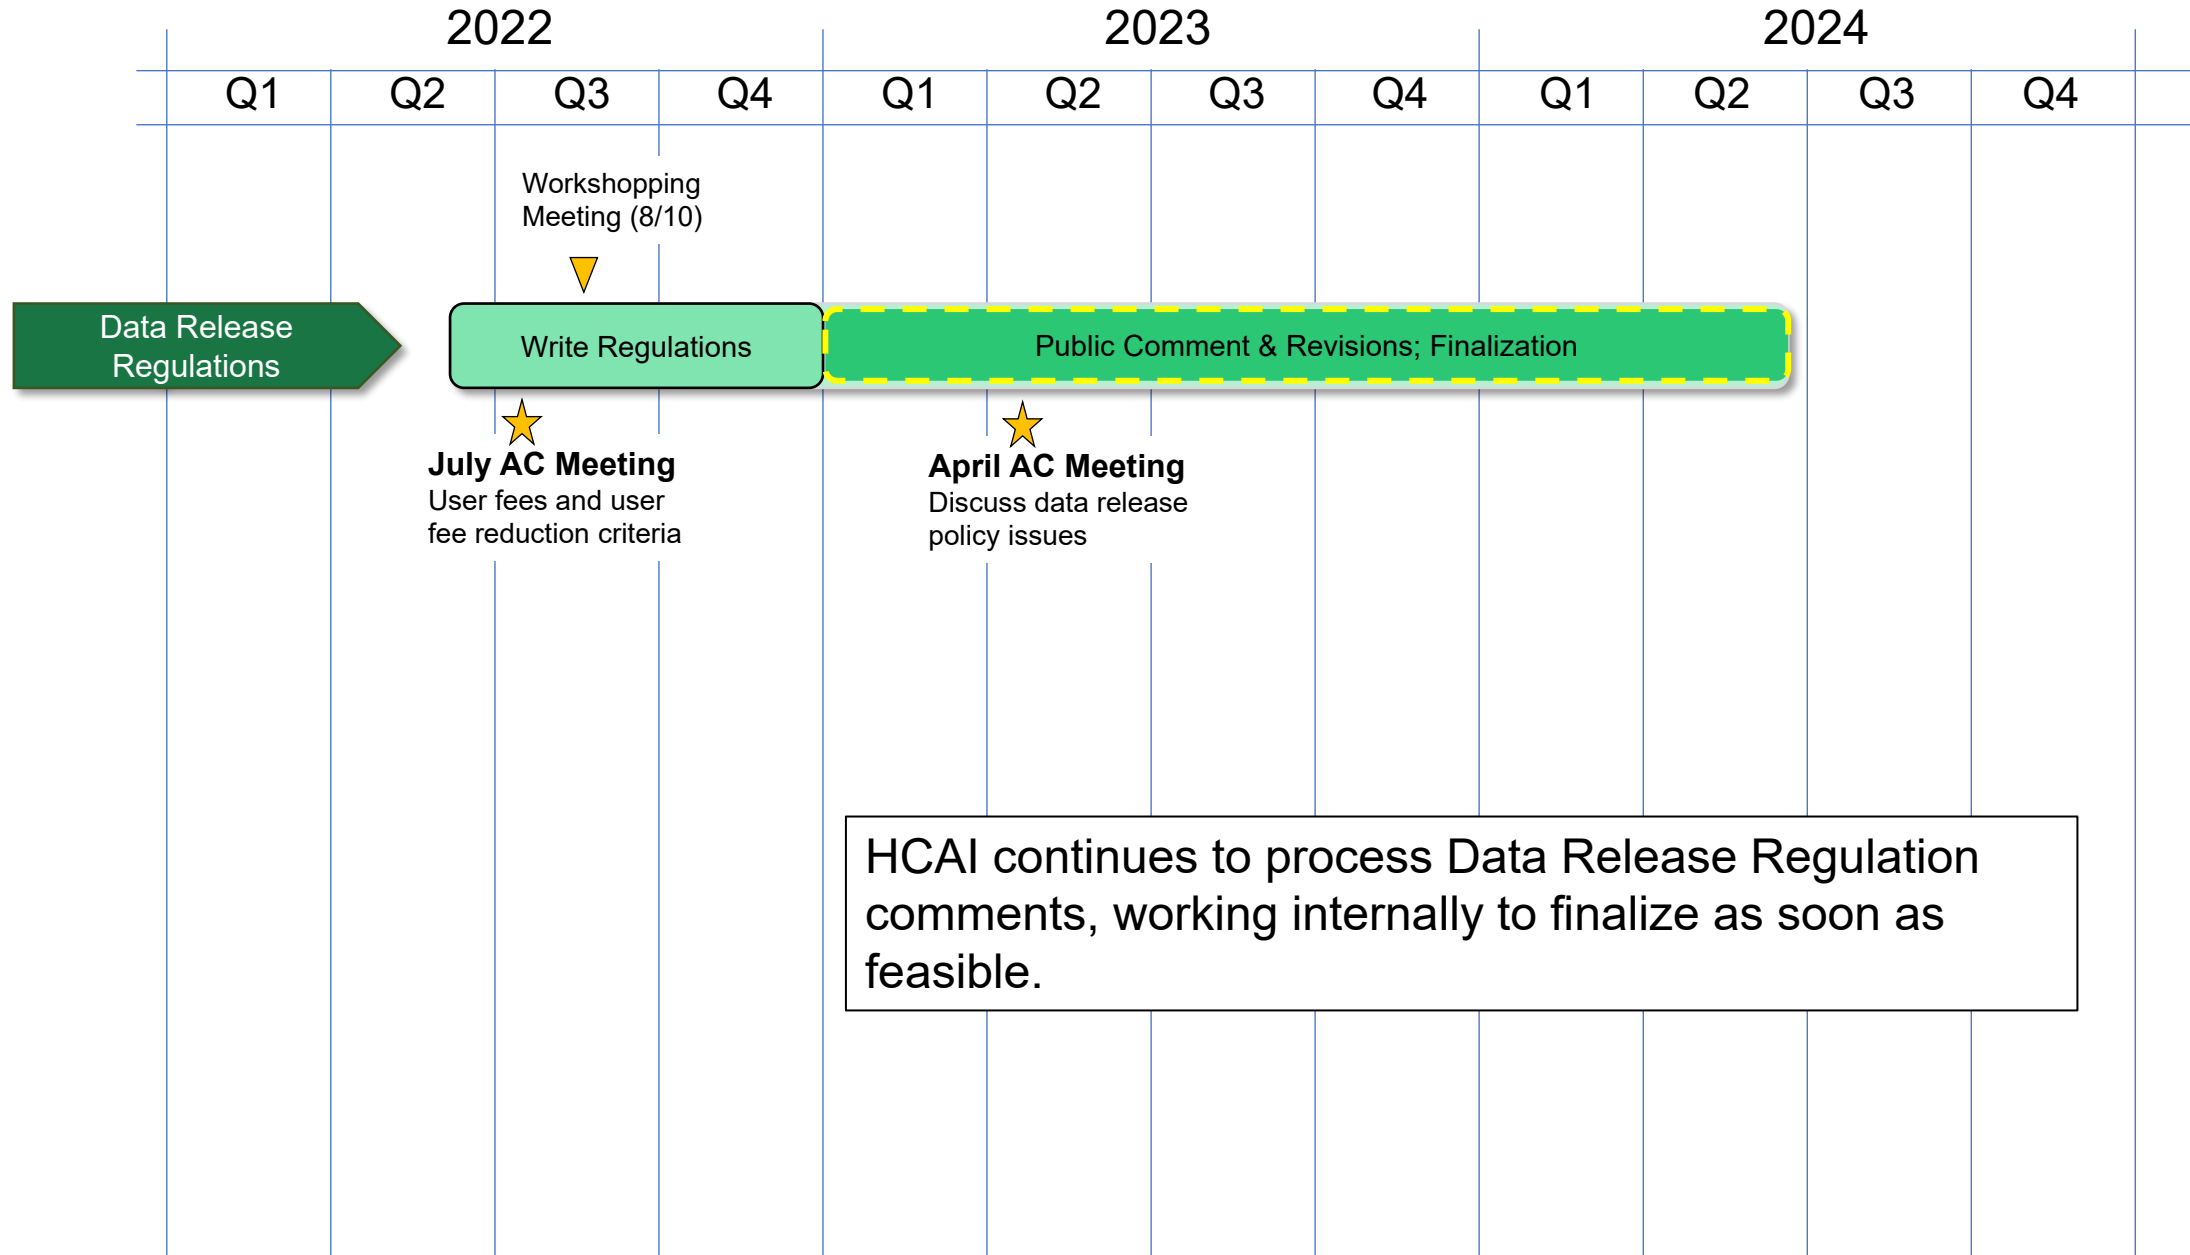 2022
2023
2024
Q1
Q2
Q3
Q4
Q1
Q2
Q3
Q4
Q1
Q2
Q3
Q4
Workshopping
Meeting (8/10)
Data Release
Regulations
Write Regulations
Public Comment & Revisions; Finalization
July AC Meeting
User fees and user
fee reduction criteria
April AC Meeting
Discuss data release
policy issues
HCAI continues to process Data Release Regulation
comments, working internally to finalize as soon as
feasible.